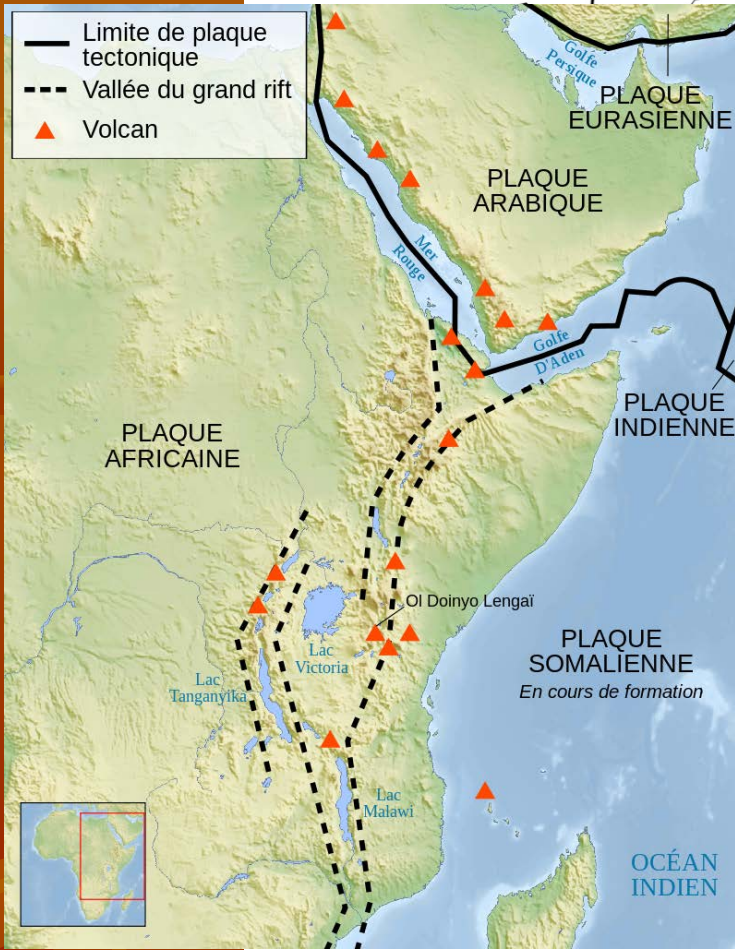 Limite de plaque
tectonique
Vallée du grand rift
Volcan
Golfe
Persique
PLAQUE
EURASIENNE
PLAQUE
ARABIQUE
Mer
Rouge
Golfe
D'Aden
PLAQUE
INDIENNE
PLAQUE
AFRICAINE
Ol Doinyo Lengaï
Lac
Victoria
PLAQUE
SOMALIENNE
En cours de formation
Lac
Tanganyika
Lac
Malawi
OCÉAN
INDIEN